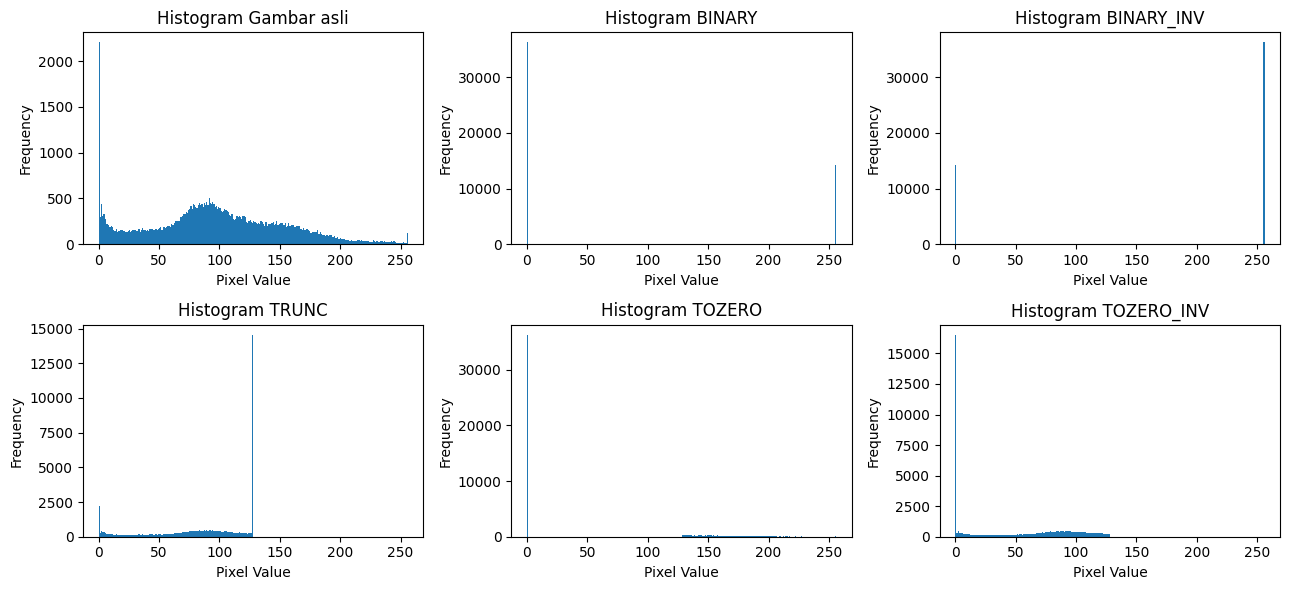 Histogram Gambar asli
Frequency
2000
1500
1000
500
0
0 50 100 150 200 250
Pixel Value
Histogram BINARY
Frequency
30000
20000
10000
0
0 50 100 150 200 250
Pixel Value
Histogram BINARY_INV
Frequency
30000
20000
10000
0
0 50 100 150 200 250
Pixel Value
Histogram TRUNC
Frequency
15000
12500
10000
7500
5000
2500
0
0 50 100 150 200 250
Pixel Value
Histogram TOZERO
Frequency
30000
20000
10000
0
0 50 100 150 200 250
Pixel Value
Histogram TOZERO_INV
Frequency
15000
12500
10000
7500
5000
2500
0
0 50 100 150 200 250
Pixel Value